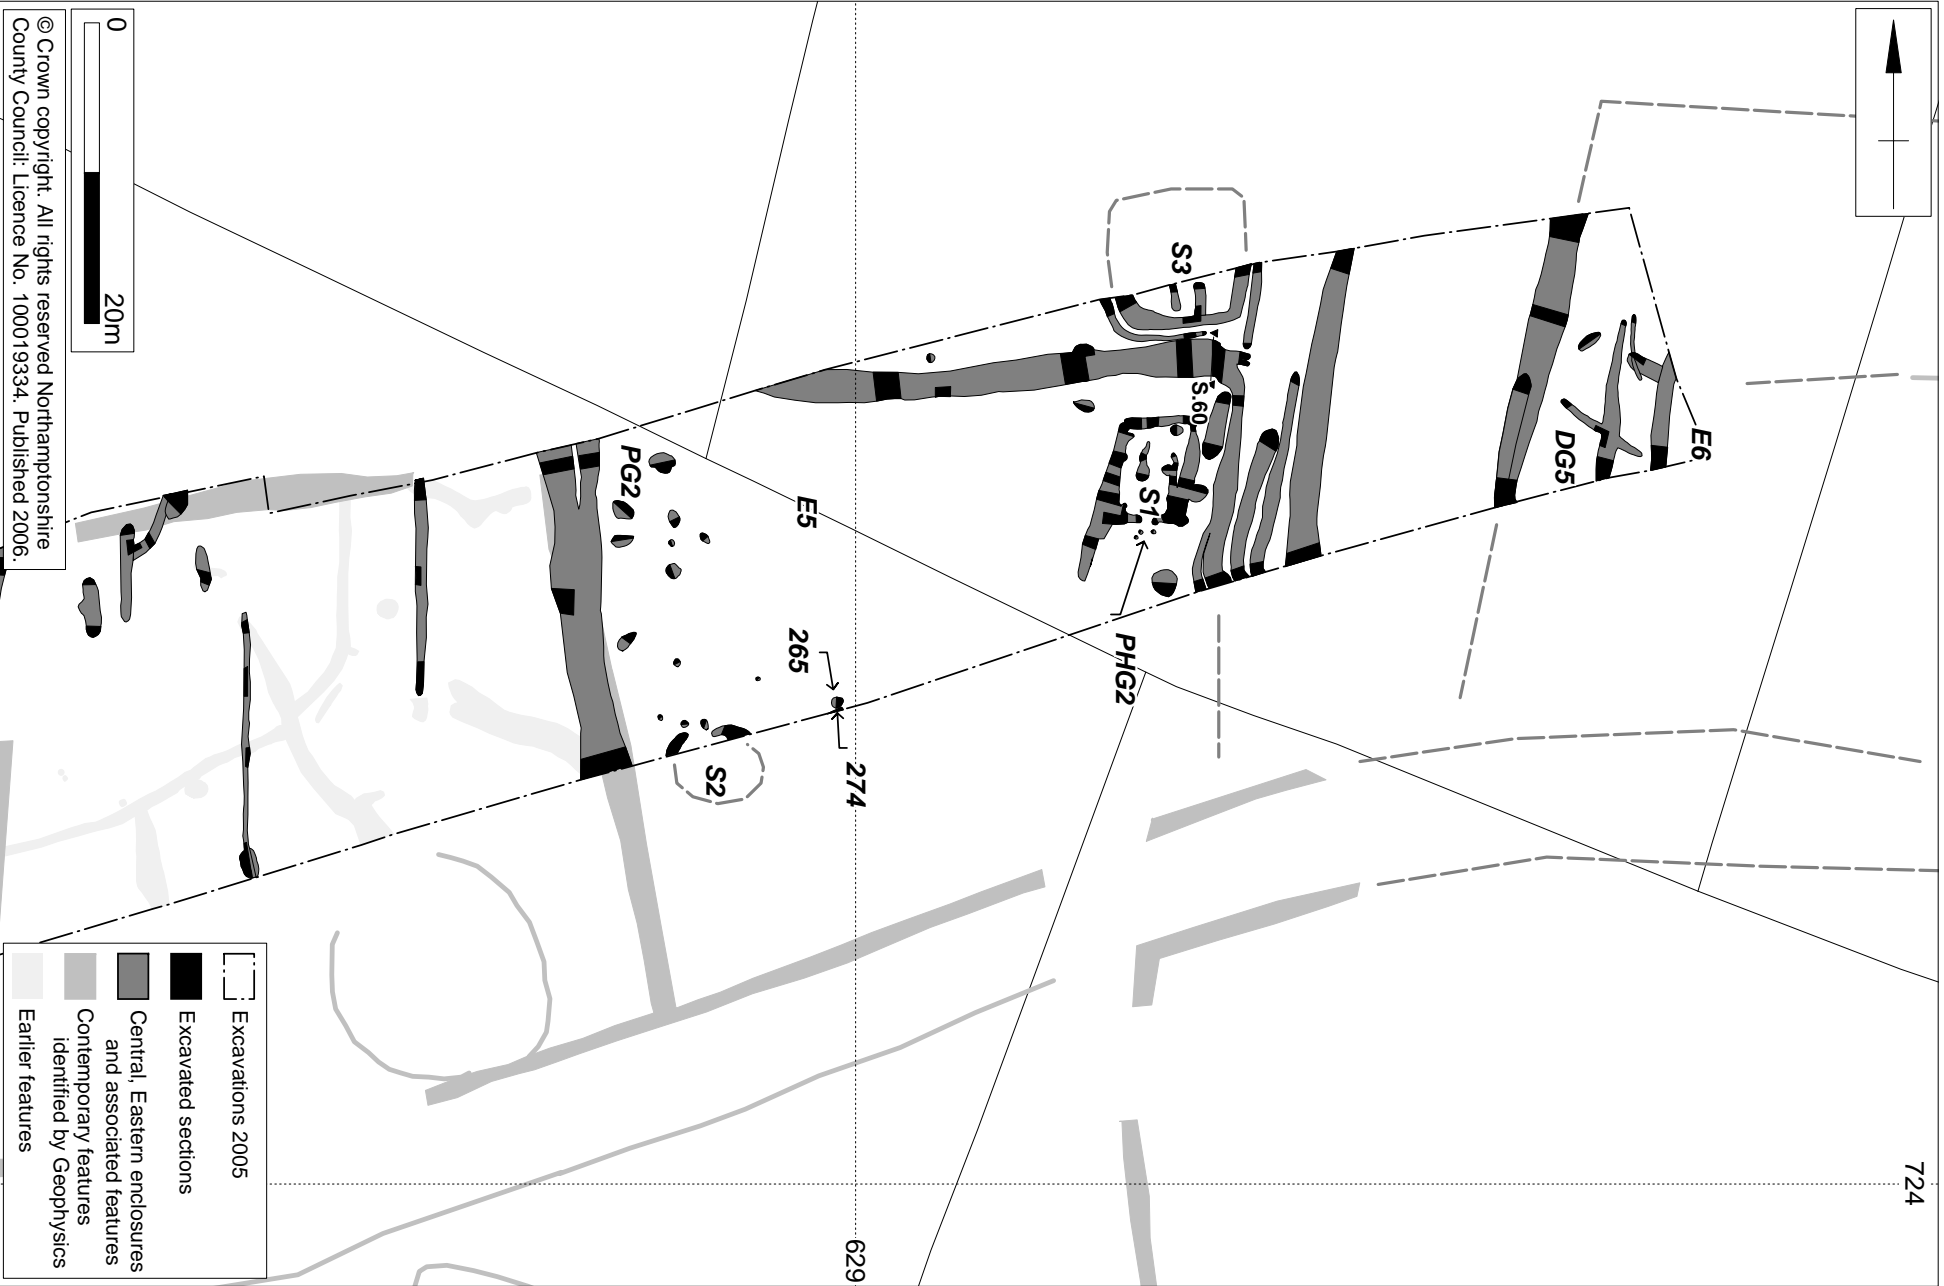 724
629
E6
DG5
S3
S.60
S1
PHG2
E5
PG2
265
274
S2
0
20m
© Crown copyright. All rights reserved Northamptonshire
County Council: Licence No. 100019334. Published 2006.
Excavations 2005
Excavated sections
Central, Eastern enclosures
and associated features
Contemporary features
identified by Geophysics
Earlier features